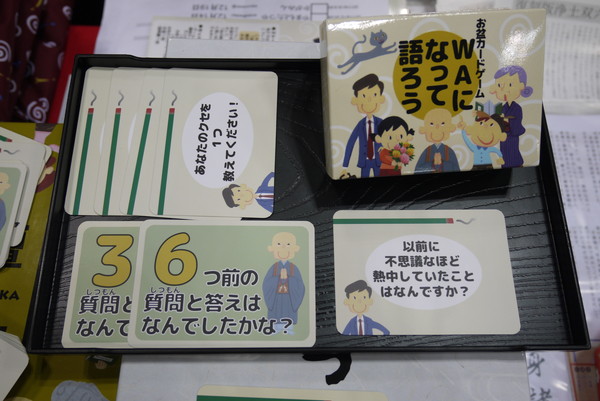 お盆カードゲーム
WAに
なって
語ろう
あなたのクセを
1つ
教えてください!
3
しつもん
質問と
なんで
6つ前の
しつもん
質問と答えは
なんでしたかな?
以前に
不思議なほど
熱中していたこと
はなんですか?